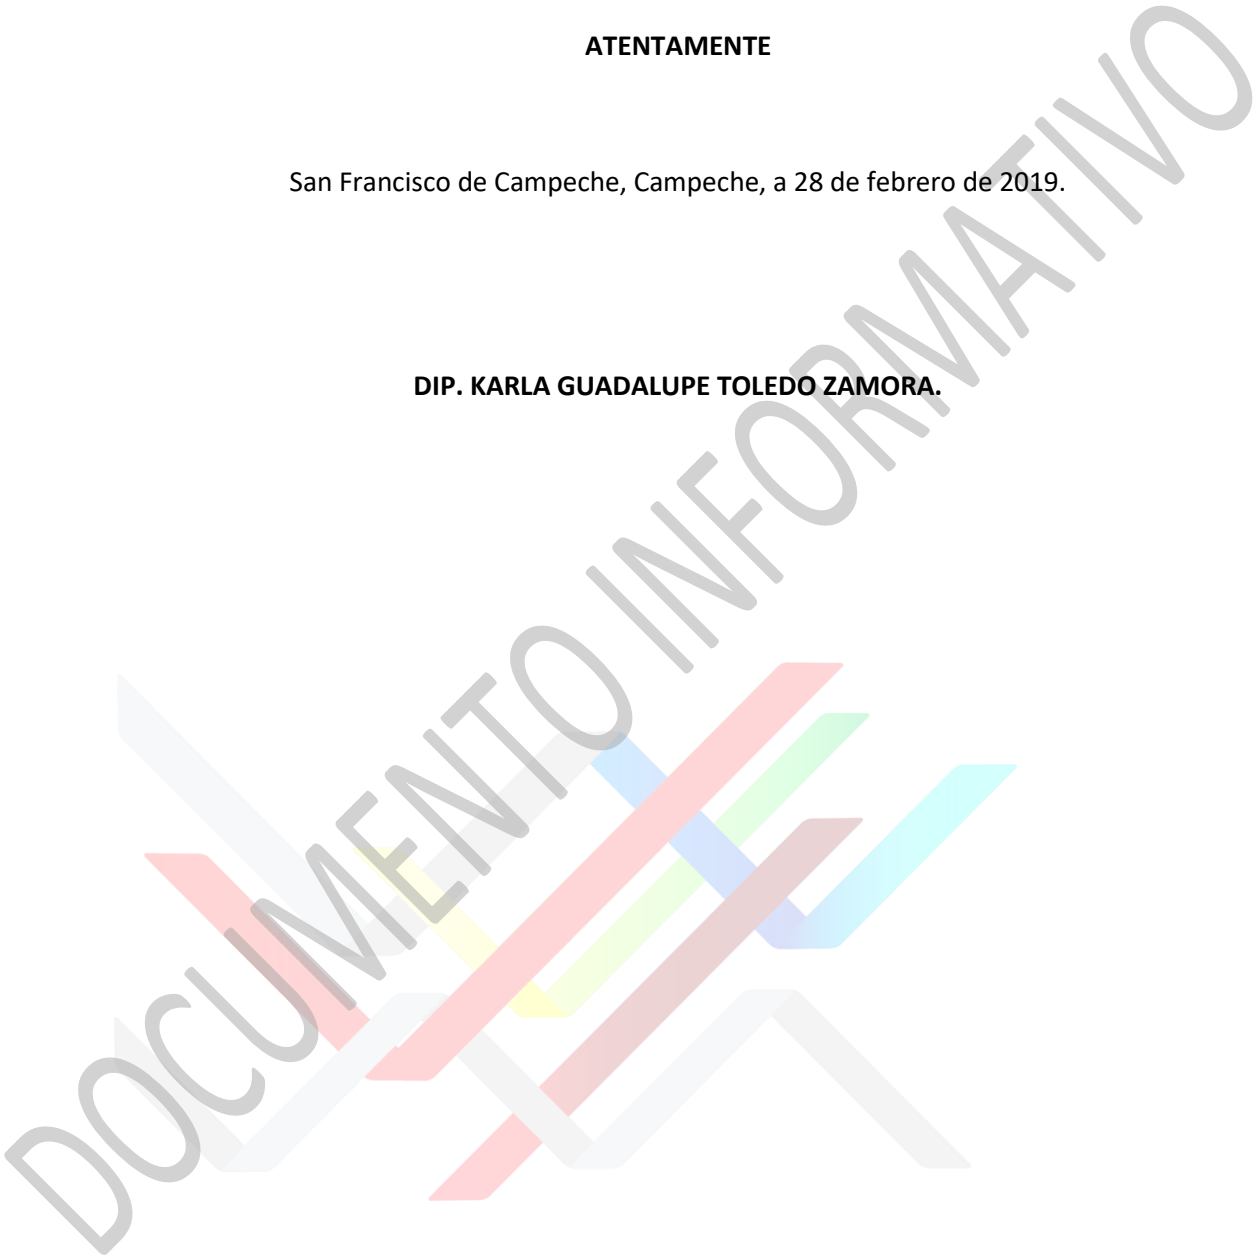 ATENTAMENTE
San Francisco de Campeche, Campeche, a 28 de febrero de 2019.
DIP. KARLA GUADALUPE TOLEDO ZAMORA.
DOCUMENTO INFORMATIVO